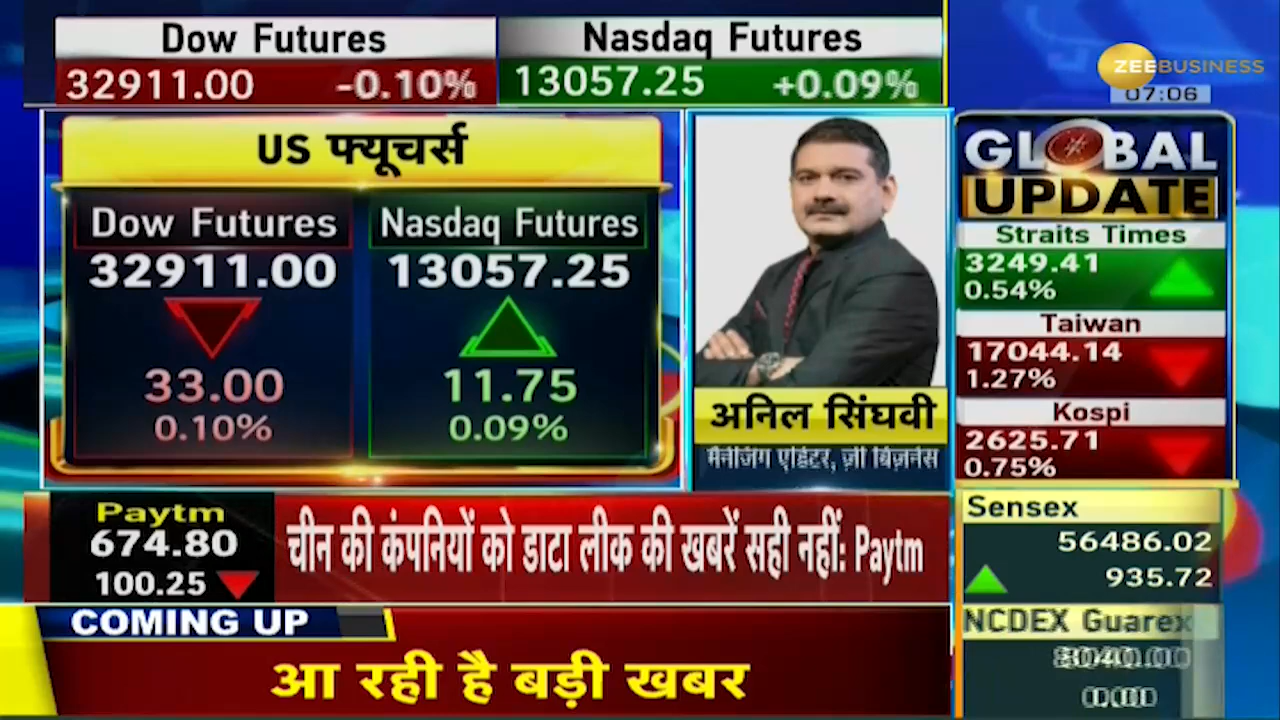 Dow Futures
32911.00 -0.10%
Nasdaq Futures
13057.25 +0.09%
ZEEBUSINESS
07:06
US फ्यूचर्स
Dow Futures
32911.00
33.00
0.10%
Nasdaq Futures
13057.25
11.75
0.09%
अनिल सिंघवी
मैनेजिंग एडिटर, ज़ी बिज़नेस
GLOBAL
UPDATE
Straits Times
3249.41
0.54%
Taiwan
17044.14
1.27%
Kospi
2625.71
0.75%
Paytm
674.80
100.25
चीन की कंपनियों को डाटा लीक की खबरें सही नहीं: Paytm
Sensex
56486.02
935.72
NCDEX Guarex
COMING UP
आ रही है बड़ी खबर